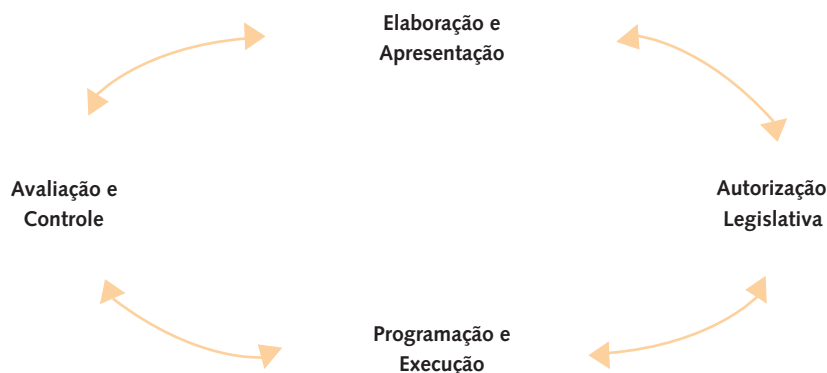 Elaboração e
Apresentação
Avaliação e
Controle
Autorização
Legislativa
Programação e
Execução